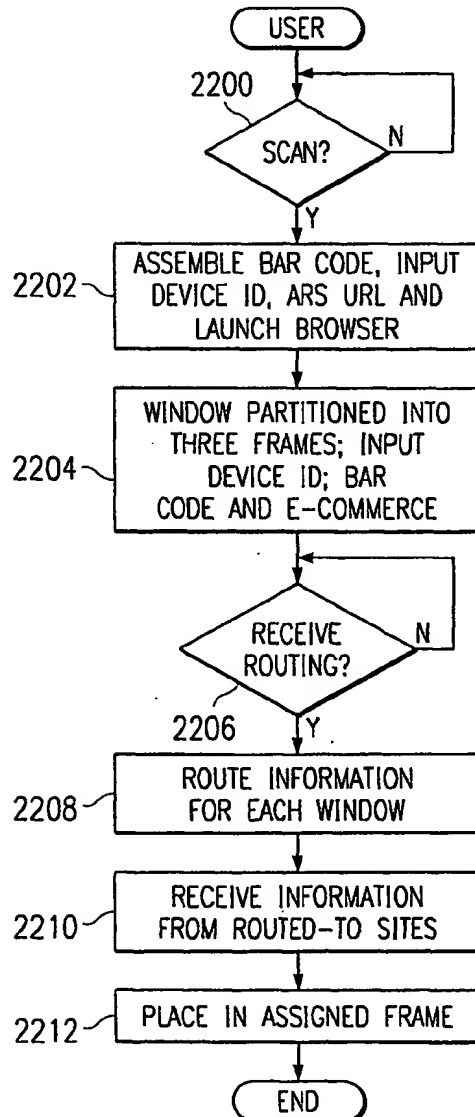 USER
2200
SCAN?
N
Y
2202
ASSEMBLE BAR CODE, INPUT
DEVICE ID, ARS URL AND
LAUNCH BROWSER
2204
WINDOW PARTITIONED INTO
THREE FRAMES; INPUT
DEVICE ID; BAR
CODE AND E-COMMERCE
RECEIVE
ROUTING?
N
2206
Y
2208
ROUTE INFORMATION
FOR EACH WINDOW
2210
RECEIVE INFORMATION
FROM ROUTED-TO SITES
2212
PLACE IN ASSIGNED FRAME
END